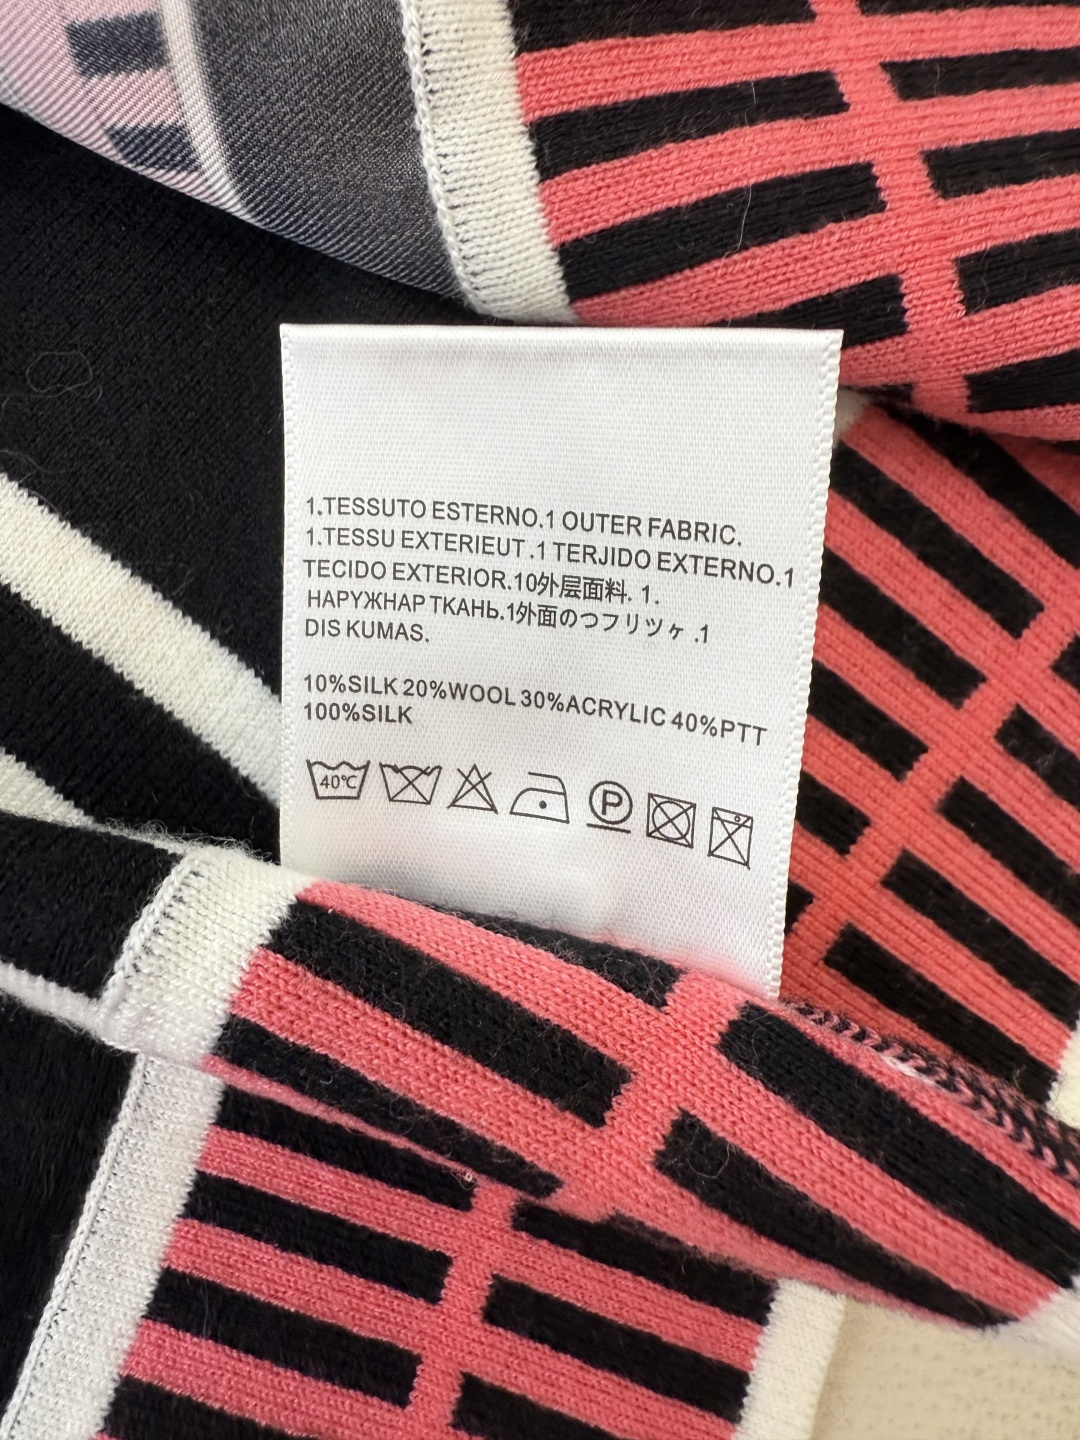 1.TESSUTO ESTERNO.1 OUTER FABRIC.
1.TESSU EXTERIEUT .1 TERJIDO EXTERNO.1
TECIDO EXTERIOR.10外层面料. 1.
НАРУЖНАР ТКАНЬ.1外面のつフリツヶ .1
DIS KUMAS.
10%SILK 20%WOOL 30%ACRYLIC 40%PTT
100%SILK
40℃ P